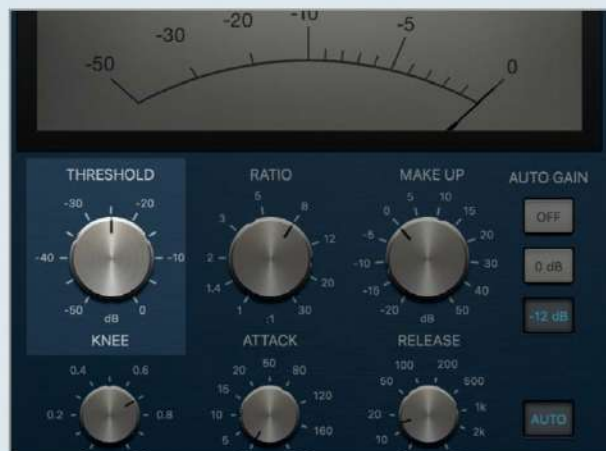 -50 -30 -20 -10 -5 0
THRESHOLD RATIO MAKE UP AUTO GAIN
-30 -20
-40 -10
-50 0
dB
5
3 8
2 12
1.4 20
1 30
:1
5 10
0 15
-5 20
-10 30
-15 40
-20 50
dB
OFF
0 dB
-12 dB
KNEE ATTACK RELEASE
0.4 0.6
0.2 0.8
50
20 80
15 120
10 160
5
100 200
50 500
20 1k
10 2k
AUTO